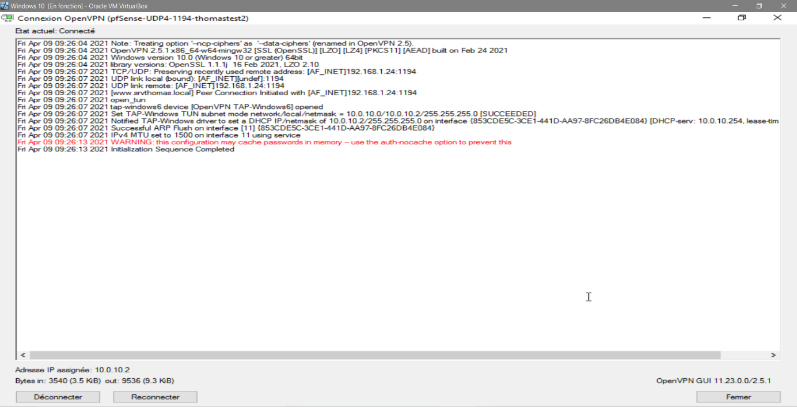 Windows 10 [En fonction] - Oracle VM VirtualBox
Connexion OpenVPN (pfSense-UDP4-1194-thomastest2)
Etat actuel: Connecté
Fri Apr 09 09:26:04 2021 Note: Treating option '--ncp-ciphers' as '--data-ciphers' (renamed in OpenVPN 2.5).
Fri Apr 09 09:26:04 2021 OpenVPN 2.5.1 x86_64-w64-mingw32 [SSL (OpenSSL)] [LZO] [LZ4] [PKCS11] [AEAD] built on Feb 24 2021
Fri Apr 09 09:26:04 2021 Windows version 10.0 (Windows 10 or greater) 64bit
Fri Apr 09 09:26:04 2021 library versions: OpenSSL 1.1.1j 16 Feb 2021, LZO 2.10
Fri Apr 09 09:26:07 2021 TCP/UDP: Preserving recently used remote address: [AF_INET]192.168.1.24:1194
Fri Apr 09 09:26:07 2021 UDP link local (bound): [AF_INET][undef]:1194
Fri Apr 09 09:26:07 2021 UDP link remote: [AF_INET]192.168.1.24:1194
Fri Apr 09 09:26:07 2021 [www.srvthomas.local] Peer Connection Initiated with [AF_INET]192.168.1.24:1194
Fri Apr 09 09:26:07 2021 open_tun
Fri Apr 09 09:26:07 2021 tap-windows6 device [OpenVPN TAP-Windows6] opened
Fri Apr 09 09:26:07 2021 Set TAP-Windows TUN subnet mode network/local/netmask = 10.0.10.0/10.0.10.2/255.255.255.0 [SUCCEEDED]
Fri Apr 09 09:26:07 2021 Notified TAP-Windows driver to set a DHCP IP/netmask of 10.0.10.2/255.255.255.0 on interface {853CDE5C-3CE1-441D-AA97-8FC26DB4E084} [DHCP-serv: 10.0.10.254, lease-tim
Fri Apr 09 09:26:07 2021 Successful ARP Flush on interface [11] {853CDE5C-3CE1-441D-AA97-8FC26DB4E084}
Fri Apr 09 09:26:07 2021 IPv4 MTU set to 1500 on interface 11 using service
Fri Apr 09 09:26:13 2021 WARNING: this configuration may cache passwords in memory -- use the auth-nocache option to prevent this
Fri Apr 09 09:26:13 2021 Initialization Sequence Completed
Adresse IP assignée: 10.0.10.2
Bytes in: 3540 (3.5 KiB) out: 9536 (9.3 KiB)
OpenVPN GUI 11.23.0.0/2.5.1
Déconnecter
Reconnecter
Fermer